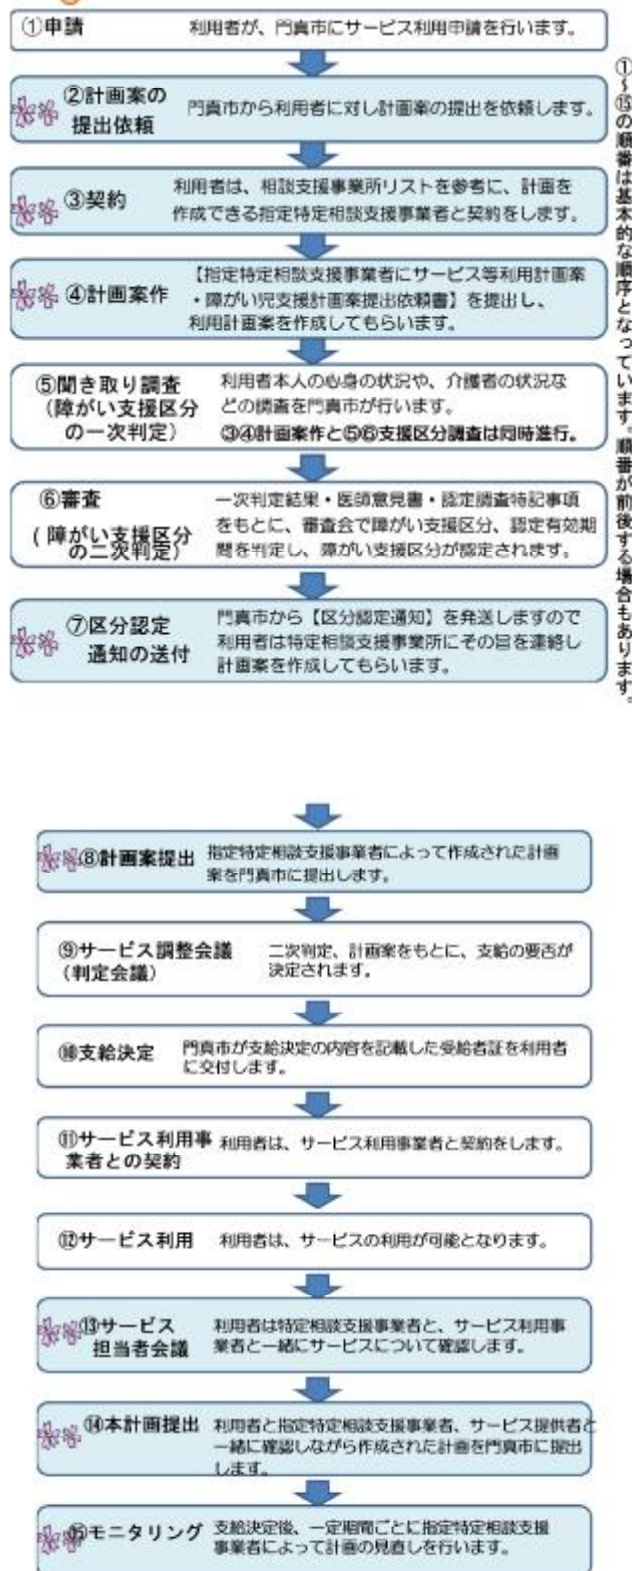 ①申請
利用者が、門真市にサービス利用申請を行います。
②計画案の
提出依頼
門真市から利用者に対し計画案の提出を依頼します。
③契約
利用者は、相談支援事業所リストを参考に、計画を
作成できる指定特定相談支援事業者と契約をします。
④計画案作
【指定特定相談支援事業者にサービス等利用計画案
・障がい児支援計画案提出依頼書】を提出し、
利用計画案を作成してもらいます。
⑤聞き取り調査
(障がい支援区分
の一次判定)
利用者本人の心身の状況や、介護者の状況な
どの調査を門真市が行います。
③④計画案作と⑤⑥支援区分調査は同時進行。
⑥審査
(障がい支援区分
の二次判定)
一次判定結果・医師意見書・認定調査特記事項
をもとに、審査会で障がい支援区分、認定有効期
間を判定し、障がい支援区分が認定されます。
⑦区分認定
通知の送付
門真市から【区分認定通知】を発送しますので
利用者は特定相談支援事業所にその旨を連絡し
計画案を作成してもらいます。
①~⑮の順番は基本的な順序となっています。順番が前後する場合もあります。
⑧計画案提出
指定特定相談支援事業者によって作成された計画
案を門真市に提出します。
⑨サービス調整会議
(判定会議)
二次判定、計画案をもとに、支給の要否が
決定されます。
⑩支給決定
門真市が支給決定の内容を記載した受給者証を利用者
に交付します。
⑪サービス利用事
業者との契約
利用者は、サービス利用事業者と契約をします。
⑫サービス利用
利用者は、サービスの利用が可能となります。
⑬サービス
担当者会議
利用者は特定相談支援事業者と、サービス利用事
業者と一緒にサービスについて確認します。
⑭本計画提出
利用者と指定特定相談支援事業者、サービス提供者と
一緒に確認しながら作成された計画を門真市に提出
します。
⑮モニタリング
支給決定後、一定期間ごとに指定特定相談支援
事業者によって計画の見直しを行います。